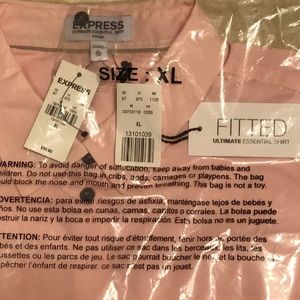 EXPRESS
ULTIMATE ESSENTIAL SHIRT
SIZE : XL
EXPRESS
XL
13101039
FITTED
ULTIMATE ESSENTIAL SHIRT
WARNING: To avoid danger of suffocation, keep away from babies and
children. Do not use this bag in cribs, beds, carriages or playpens. The bag
could block the nose and mouth and prevent breathing. This bag is not a toy.
ADVERTENCIA: para evitar riesgos de asfixia manténgase lejos de bebés y
niños. No use esta bolsa en cunas, camas, carritos o corrales. La bolsa puede
obstruir la nariz y la boca e impedir la respiración. Esta bolsa no es un juguete.
ATTENTION: Pour éviter tout risque d'étouffement, tenir hors de portée des
bébés et des enfants. Ne pas utiliser ce sac dans les berceaux, les lits, les
poussettes ou les parcs de jeu. Le sac pourrait bloquer le nez et la bouche et
empêcher l'enfant de respirer. ce sac n'est pas un jouet.